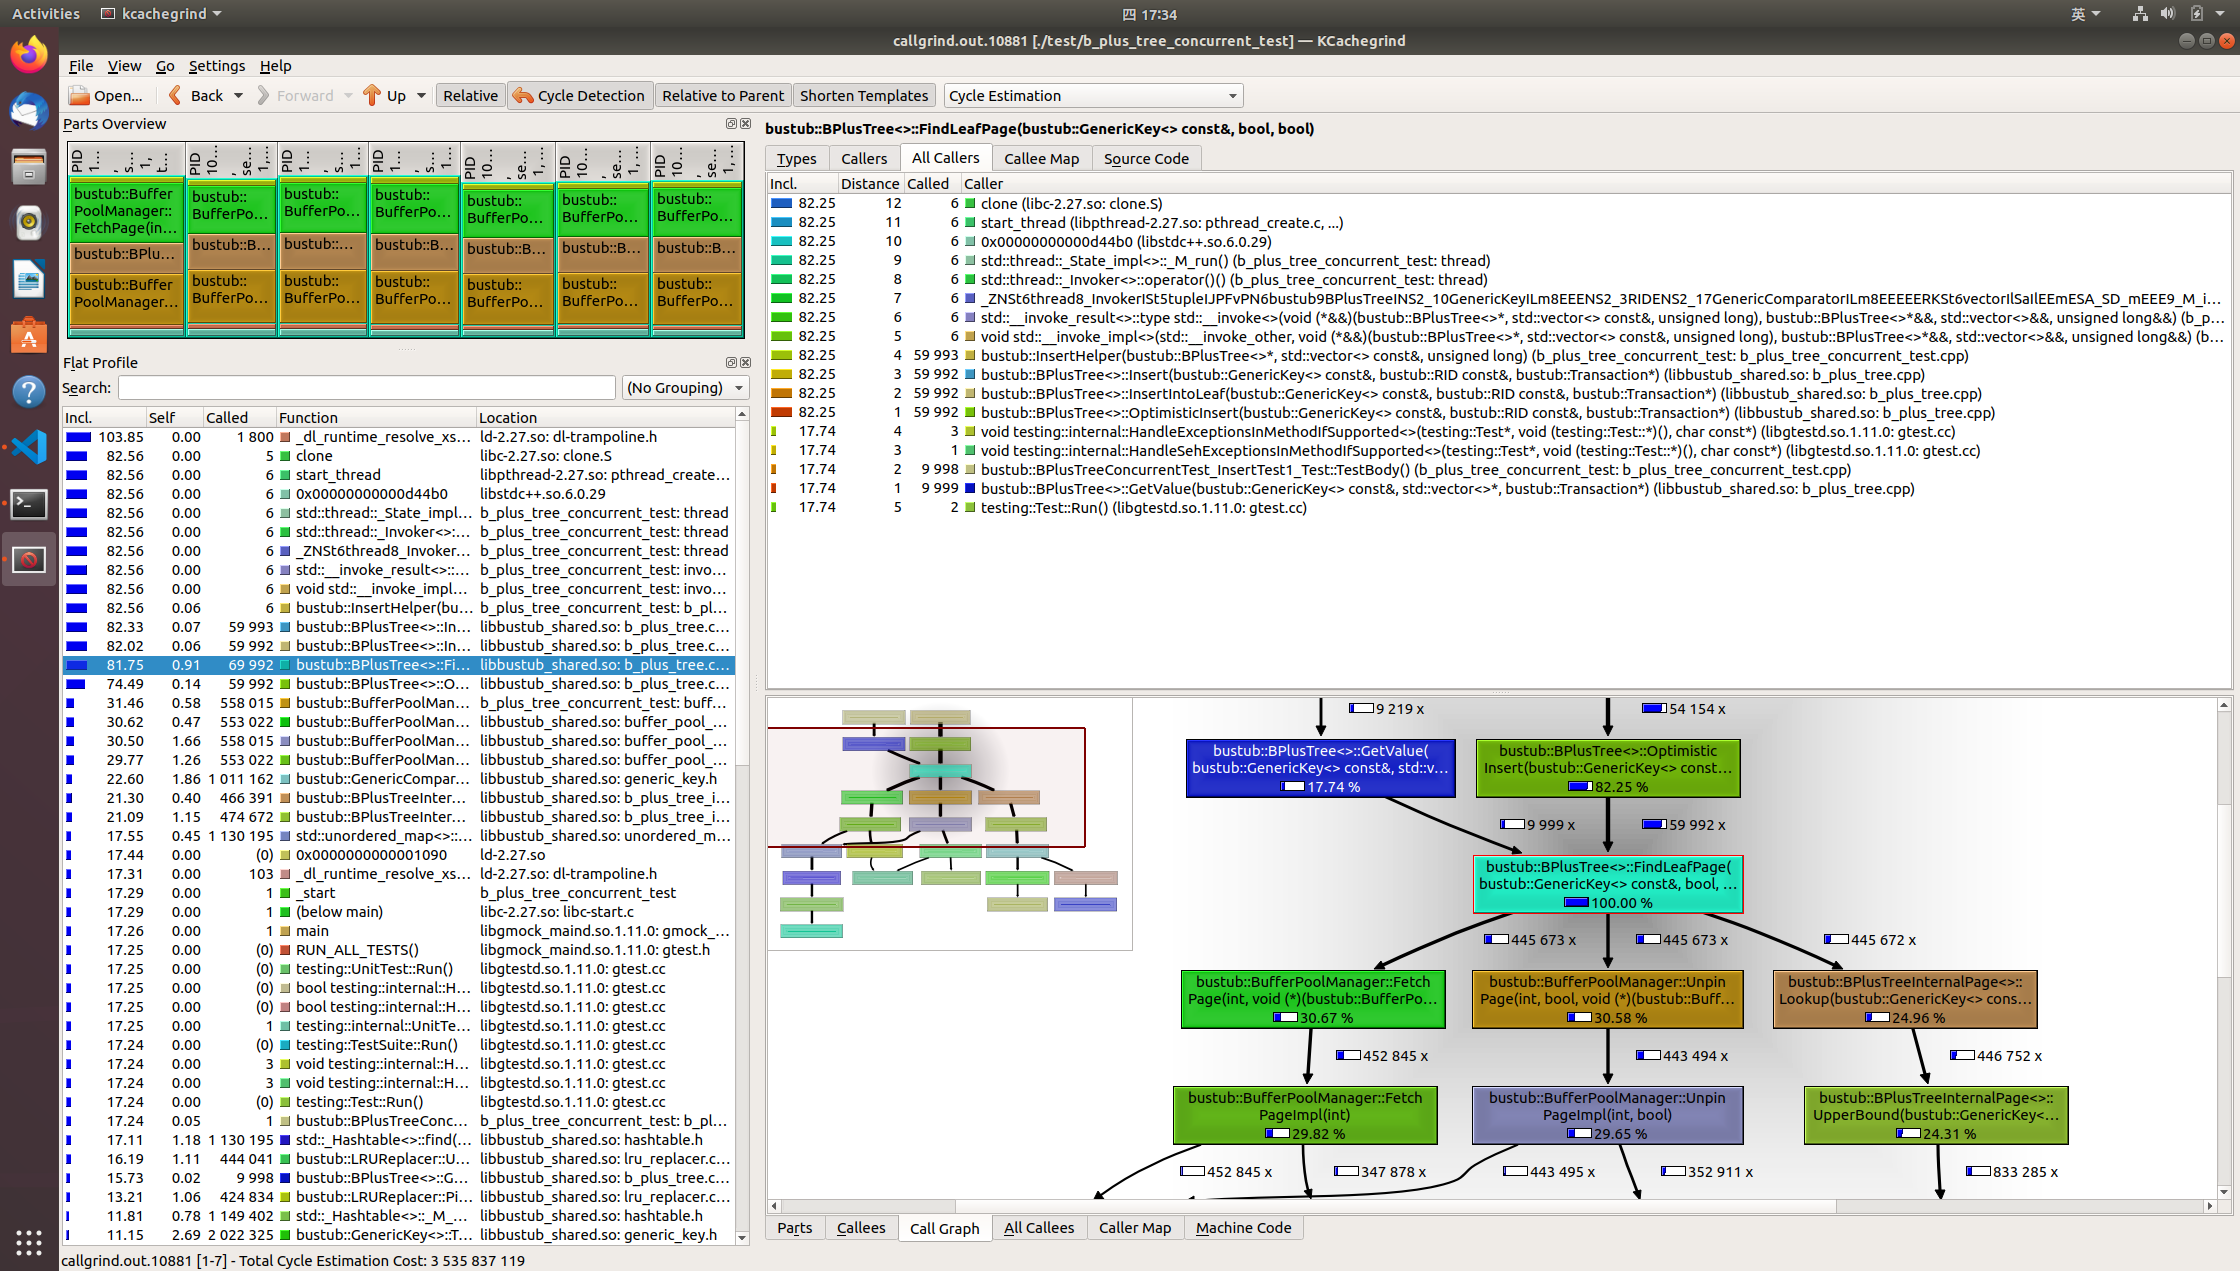 Activities
kcachegrind
四 17:34
英
callgrind.out.10881 [./test/b_plus_tree_concurrent_test] — KCachegrind
File View Go Settings Help
Open... Back Forward Up Relative Cycle Detection Relative to Parent Shorten Templates Cycle Estimation
Parts Overview
PID 1... , s... 1, t...
PID 10... , se... 1,...
PID 1... , s... 1...
PID 1... , s... 1...
PID 10... , se... 1, ...
PID 10... , se... 1, ...
PID 10... , se... 1, ...
bustub::Buffer
PoolManager::
FetchPage(in...
bustub::BPlu...
bustub::Buffer
PoolManager...
bustub::
BufferPo...
bustub::B...
bustub::
BufferPo...
bustub::
BufferPo...
bustub::...
bustub::
BufferPo...
bustub::
BufferPo...
bustub::B...
bustub::
BufferPo...
bustub::
BufferPo...
bustub::B...
bustub::
BufferPo...
bustub::
BufferPo...
bustub::B...
bustub::
BufferPo...
bustub::
BufferPo...
bustub::B...
bustub::
BufferPo...
Flat Profile
Search: (No Grouping)
Incl. Self Called Function Location
103.85 0.00 1 800 _dl_runtime_resolve_xs... ld-2.27.so: dl-trampoline.h
82.56 0.00 5 clone libc-2.27.so: clone.S
82.56 0.00 6 start_thread libpthread-2.27.so: pthread_create...
82.56 0.00 6 0x00000000000d44b0 libstdc++.so.6.0.29
82.56 0.00 6 std::thread::_State_impl... b_plus_tree_concurrent_test: thread
82.56 0.00 6 std::thread::_Invoker<>:... b_plus_tree_concurrent_test: thread
82.56 0.00 6 _ZNSt6thread8_Invoker... b_plus_tree_concurrent_test: thread
82.56 0.00 6 std::__invoke_result<>::... b_plus_tree_concurrent_test: invo...
82.56 0.00 6 void std::__invoke_impl... b_plus_tree_concurrent_test: invo...
82.56 0.06 6 bustub::InsertHelper(bu... b_plus_tree_concurrent_test: b_pl...
82.33 0.07 59 993 bustub::BPlusTree<>::In... libbustub_shared.so: b_plus_tree.c...
82.02 0.06 59 992 bustub::BPlusTree<>::In... libbustub_shared.so: b_plus_tree.c...
81.75 0.91 69 992 bustub::BPlusTree<>::Fi... libbustub_shared.so: b_plus_tree.c...
74.49 0.14 59 992 bustub::BPlusTree<>::O... libbustub_shared.so: b_plus_tree.c...
31.46 0.58 558 015 bustub::BufferPoolMan... b_plus_tree_concurrent_test: buff...
30.62 0.47 553 022 bustub::BufferPoolMan... libbustub_shared.so: buffer_pool_...
30.50 1.66 558 015 bustub::BufferPoolMan... libbustub_shared.so: buffer_pool_...
29.77 1.26 553 022 bustub::BufferPoolMan... libbustub_shared.so: buffer_pool_...
22.60 1.86 1 011 162 bustub::GenericCompar... libbustub_shared.so: generic_key.h
21.30 0.40 466 391 bustub::BPlusTreeInter... libbustub_shared.so: b_plus_tree_i...
21.09 1.15 474 672 bustub::BPlusTreeInter... libbustub_shared.so: b_plus_tree_i...
17.55 0.45 1 130 195 std::unordered_map<>::... libbustub_shared.so: unordered_m...
17.44 0.00 (0) 0x0000000000001090 ld-2.27.so
17.31 0.00 103 _dl_runtime_resolve_xs... ld-2.27.so: dl-trampoline.h
17.29 0.00 1 _start b_plus_tree_concurrent_test
17.29 0.00 1 (below main) libc-2.27.so: libc-start.c
17.26 0.00 1 main libgmock_maind.so.1.11.0: gmock_...
17.25 0.00 (0) RUN_ALL_TESTS() libgmock_maind.so.1.11.0: gtest.h
17.25 0.00 (0) testing::UnitTest::Run() libgtestd.so.1.11.0: gtest.cc
17.25 0.00 (0) bool testing::internal::H... libgtestd.so.1.11.0: gtest.cc
17.25 0.00 (0) bool testing::internal::H... libgtestd.so.1.11.0: gtest.cc
17.25 0.00 1 testing::internal::UnitTe... libgtestd.so.1.11.0: gtest.cc
17.24 0.00 (0) testing::TestSuite::Run() libgtestd.so.1.11.0: gtest.cc
17.24 0.00 3 void testing::internal::H... libgtestd.so.1.11.0: gtest.cc
17.24 0.00 3 void testing::internal::H... libgtestd.so.1.11.0: gtest.cc
17.24 0.00 (0) testing::Test::Run() libgtestd.so.1.11.0: gtest.cc
17.24 0.05 1 bustub::BPlusTreeConc... b_plus_tree_concurrent_test: b_pl...
17.11 1.18 1 130 195 std::_Hashtable<>::find(... libbustub_shared.so: hashtable.h
16.19 1.11 444 041 bustub::LRUReplacer::U... libbustub_shared.so: lru_replacer.c...
15.73 0.02 9 998 bustub::BPlusTree<>::G... libbustub_shared.so: b_plus_tree.c...
13.21 1.06 424 834 bustub::LRUReplacer::Pi... libbustub_shared.so: lru_replacer.c...
11.81 0.78 1 149 402 std::_Hashtable<>::_M_... libbustub_shared.so: hashtable.h
11.15 2.69 2 022 325 bustub::GenericKey<>::T... libbustub_shared.so: generic_key.h
callgrind.out.10881 [1-7] - Total Cycle Estimation Cost: 3 535 837 119
bustub::BPlusTree<>::FindLeafPage(bustub::GenericKey<> const&, bool, bool)
Types Callers All Callers Callee Map Source Code
Incl. Distance Called Caller
82.25 12 6 clone (libc-2.27.so: clone.S)
82.25 11 6 start_thread (libpthread-2.27.so: pthread_create.c, ...)
82.25 10 6 0x00000000000d44b0 (libstdc++.so.6.0.29)
82.25 9 6 std::thread::_State_impl<>::_M_run() (b_plus_tree_concurrent_test: thread)
82.25 8 6 std::thread::_Invoker<>::operator()() (b_plus_tree_concurrent_test: thread)
82.25 7 6 _ZNSt6thread8_InvokerISt5tupleIJPFvPN6bustub9BPlusTreeINS2_10GenericKeyILm8EEENS2_3RIDENS2_17GenericComparatorILm8EEEEERKSt6vectorIlSaIlEEmESA_SD_mEEE9_M_i...
82.25 6 6 std::__invoke_result<>::type std::__invoke<>(void (*&&)(bustub::BPlusTree<>*, std::vector<> const&, unsigned long), bustub::BPlusTree<>*&&, std::vector<>&&, unsigned long&&) (b_p...
82.25 5 6 void std::__invoke_impl<>(std::__invoke_other, void (*&&)(bustub::BPlusTree<>*, std::vector<> const&, unsigned long), bustub::BPlusTree<>*&&, std::vector<>&&, unsigned long&&) (b...
82.25 4 59 993 bustub::InsertHelper(bustub::BPlusTree<>*, std::vector<> const&, unsigned long) (b_plus_tree_concurrent_test: b_plus_tree_concurrent_test.cpp)
82.25 3 59 992 bustub::BPlusTree<>::Insert(bustub::GenericKey<> const&, bustub::RID const&, bustub::Transaction*) (libbustub_shared.so: b_plus_tree.cpp)
82.25 2 59 992 bustub::BPlusTree<>::InsertIntoLeaf(bustub::GenericKey<> const&, bustub::RID const&, bustub::Transaction*) (libbustub_shared.so: b_plus_tree.cpp)
82.25 1 59 992 bustub::BPlusTree<>::OptimisticInsert(bustub::GenericKey<> const&, bustub::RID const&, bustub::Transaction*) (libbustub_shared.so: b_plus_tree.cpp)
17.74 4 3 void testing::internal::HandleExceptionsInMethodIfSupported<>(testing::Test*, void (testing::Test::*)(), char const*) (libgtestd.so.1.11.0: gtest.cc)
17.74 3 1 void testing::internal::HandleSehExceptionsInMethodIfSupported<>(testing::Test*, void (testing::Test::*)(), char const*) (libgtestd.so.1.11.0: gtest.cc)
17.74 2 9 998 bustub::BPlusTreeConcurrentTest_InsertTest1_Test::TestBody() (b_plus_tree_concurrent_test: b_plus_tree_concurrent_test.cpp)
17.74 1 9 999 bustub::BPlusTree<>::GetValue(bustub::GenericKey<> const&, std::vector<>*, bustub::Transaction*) (libbustub_shared.so: b_plus_tree.cpp)
17.74 5 2 testing::Test::Run() (libgtestd.so.1.11.0: gtest.cc)
9 219 x
54 154 x
bustub::BPlusTree<>::GetValue(
bustub::GenericKey<> const&, std::v...
17.74 %
bustub::BPlusTree<>::Optimistic
Insert(bustub::GenericKey<> const...
82.25 %
9 999 x
59 992 x
bustub::BPlusTree<>::FindLeafPage(
bustub::GenericKey<> const&, bool, ...
100.00 %
445 673 x
445 673 x
445 672 x
bustub::BufferPoolManager::Fetch
Page(int, void (*)(bustub::BufferPo...
30.67 %
bustub::BufferPoolManager::Unpin
Page(int, bool, void (*)(bustub::Buff...
30.58 %
bustub::BPlusTreeInternalPage<>::
Lookup(bustub::GenericKey<> cons...
24.96 %
452 845 x
443 494 x
446 752 x
bustub::BufferPoolManager::Fetch
PageImpl(int)
29.82 %
bustub::BufferPoolManager::Unpin
PageImpl(int, bool)
29.65 %
bustub::BPlusTreeInternalPage<>::
UpperBound(bustub::GenericKey<...
24.31 %
452 845 x
347 878 x
443 495 x
352 911 x
833 285 x
Parts Callees Call Graph All Callees Caller Map Machine Code